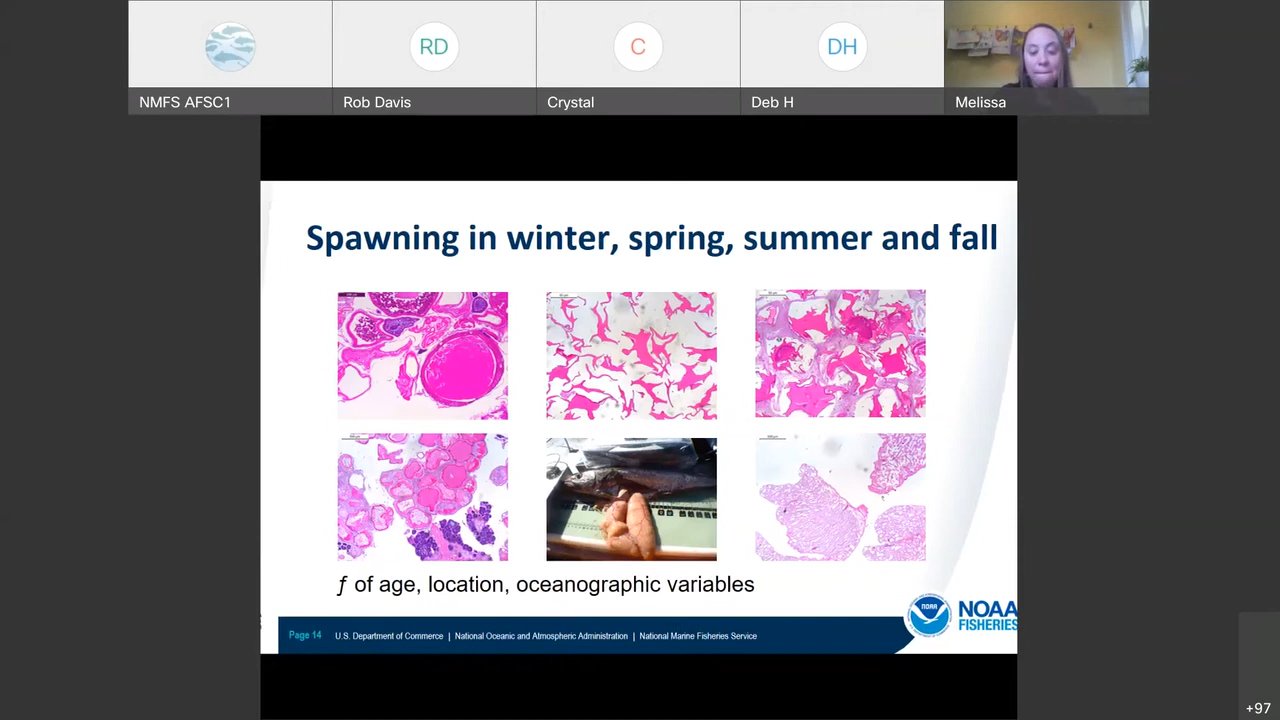 RD
C
DH
NMFS AFSC1
Rob Davis
Crystal
Deb H
Melissa
Spawning in winter, spring, summer and fall
ƒ of age, location, oceanographic variables
NOAA
NOAA
FISHERIES
Page 14
U.S. Department of Commerce | National Oceanic and Atmospheric Administration | National Marine Fisheries Service
+97